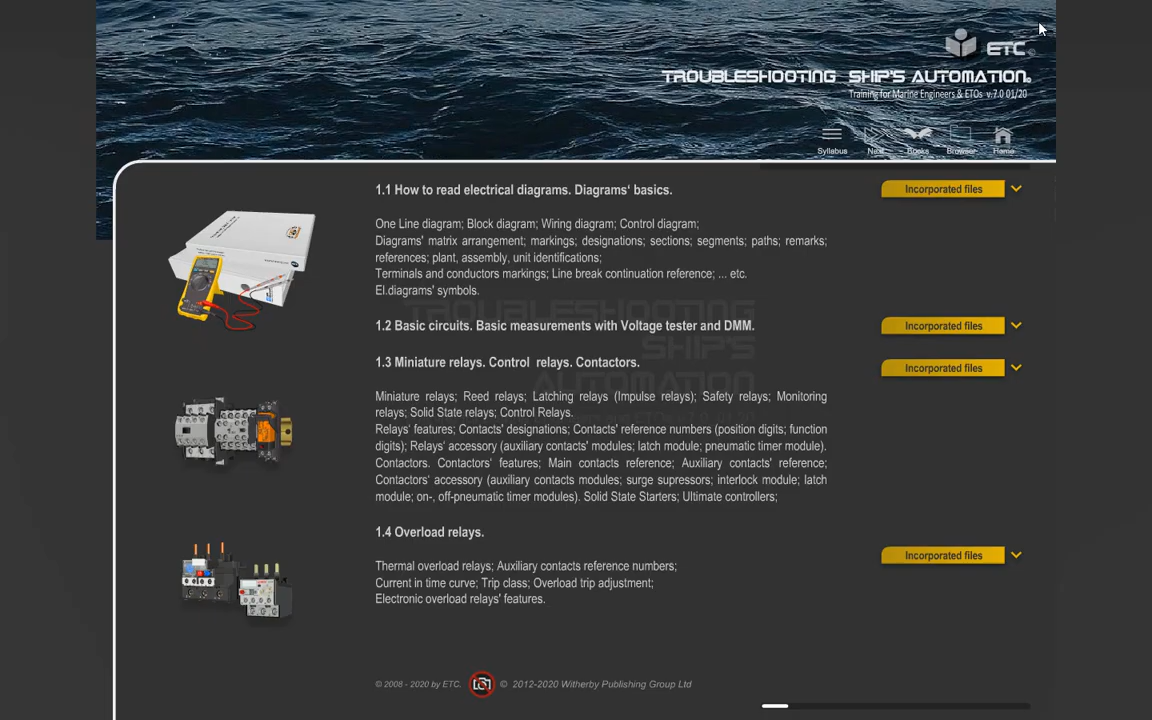 ETC
TROUBLESHOOTING SHIP'S AUTOMATION
Training for Marine Engineers & ETOs v.7.0 01/20
Syllabus Next Books Browser Home
1.1 How to read electrical diagrams. Diagrams' basics.
Incorporated files
One Line diagram; Block diagram; Wiring diagram; Control diagram;
Diagrams' matrix arrangement; markings; designations; sections; segments; paths; remarks;
references; plant, assembly, unit identifications;
Terminals and conductors markings; Line break continuation reference; ... etc.
El.diagrams' symbols.
TROUBLESHOOTING
SHIP'S
AUTOMATION
1.2 Basic circuits. Basic measurements with Voltage tester and DMM.
Incorporated files
1.3 Miniature relays. Control relays. Contactors.
Incorporated files
Miniature relays; Reed relays; Latching relays (Impulse relays); Safety relays; Monitoring
relays; Solid State relays; Control Relays.
Relays' features; Contacts' designations; Contacts' reference numbers (position digits; function
digits); Relays' accessory (auxiliary contacts' modules; latch module; pneumatic timer module).
Contactors. Contactors' features; Main contacts reference; Auxiliary contacts' reference;
Contactors' accessory (auxiliary contacts modules; surge supressors; interlock module; latch
module; on-, off-pneumatic timer modules). Solid State Starters; Ultimate controllers;
1.4 Overload relays.
Incorporated files
Thermal overload relays; Auxiliary contacts reference numbers;
Current in time curve; Trip class; Overload trip adjustment;
Electronic overload relays' features.
© 2008 - 2020 by ETC. © 2012-2020 Witherby Publishing Group Ltd